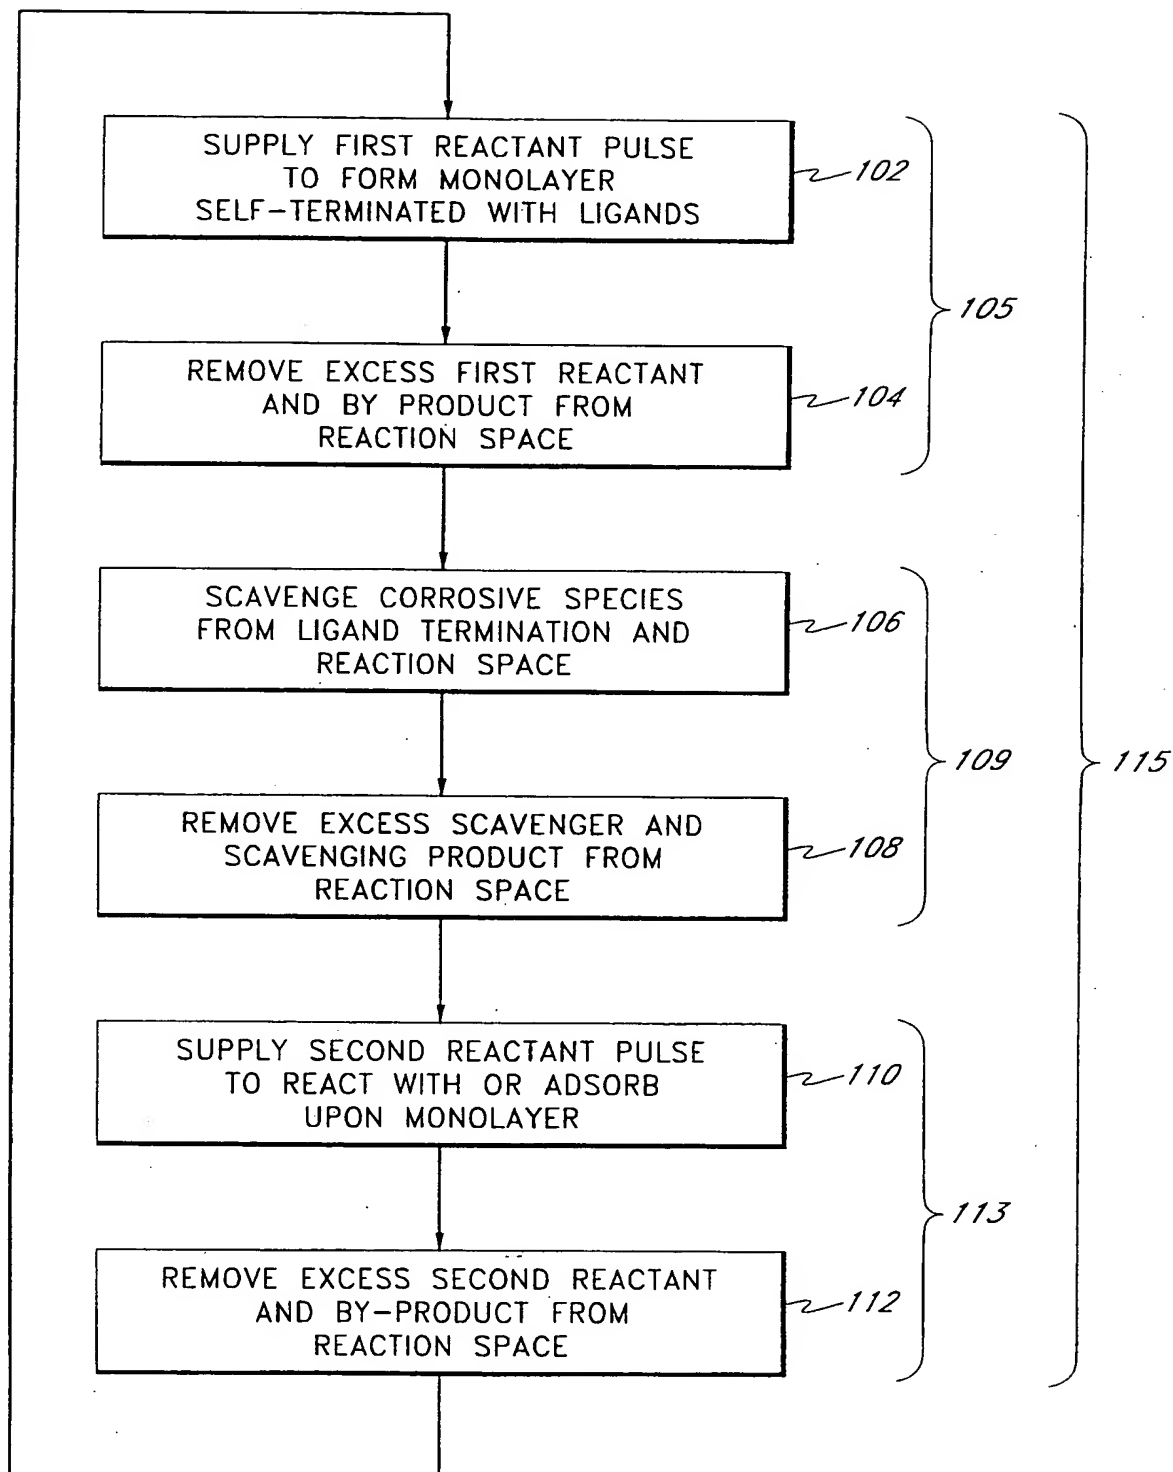 SUPPLY FIRST REACTANT PULSE
TO FORM MONOLAYER
SELF-TERMINATED WITH LIGANDS
102
105
REMOVE EXCESS FIRST REACTANT
AND BY PRODUCT FROM
REACTION SPACE
104
SCAVENGE CORROSIVE SPECIES
FROM LIGAND TERMINATION AND
REACTION SPACE
106
109
115
REMOVE EXCESS SCAVENGER AND
SCAVENGING PRODUCT FROM
REACTION SPACE
108
SUPPLY SECOND REACTANT PULSE
TO REACT WITH OR ADSORB
UPON MONOLAYER
110
113
REMOVE EXCESS SECOND REACTANT
AND BY-PRODUCT FROM
REACTION SPACE
112